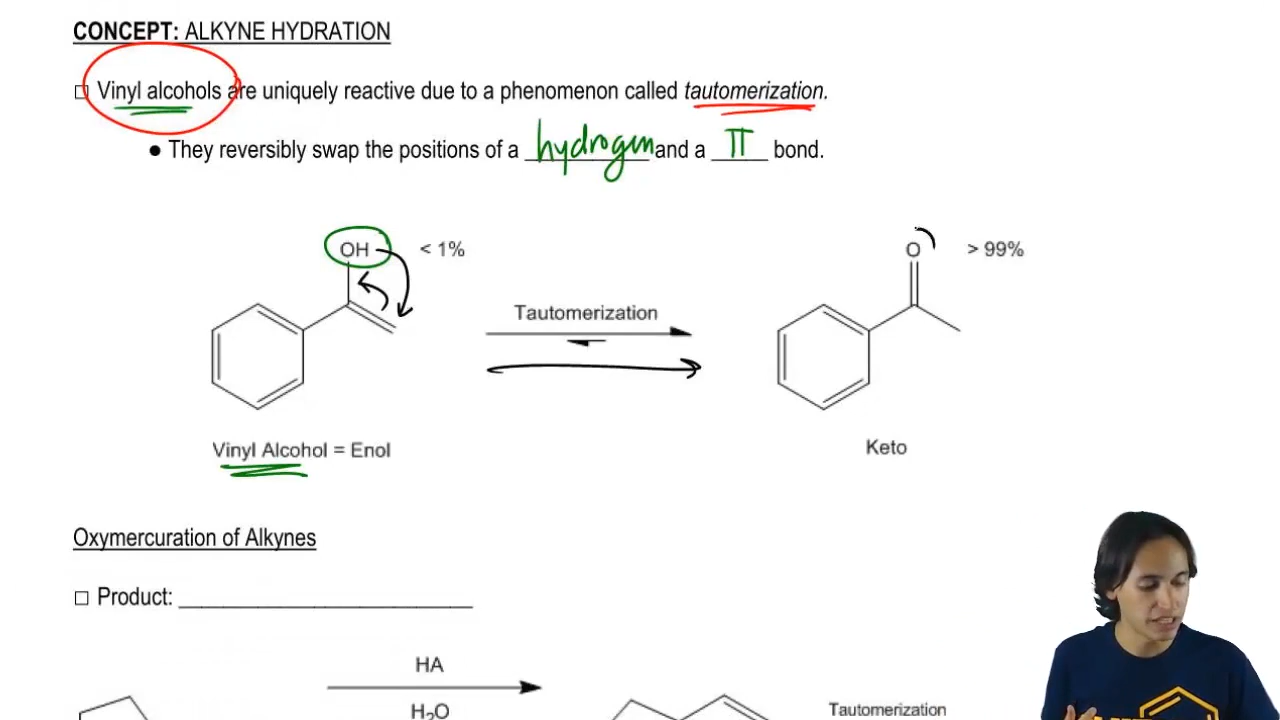 CONCEPT: ALKYNE HYDRATION
□ Vinyl alcohols are uniquely reactive due to a phenomenon called tautomerization.
● They reversibly swap the positions of a hydrogen and a π bond.
OH < 1%
O > 99%
Tautomerization
Vinyl Alcohol = Enol
Keto
Oxymercuration of Alkynes
□ Product: ____________________
HA
H₂O
Tautomerization